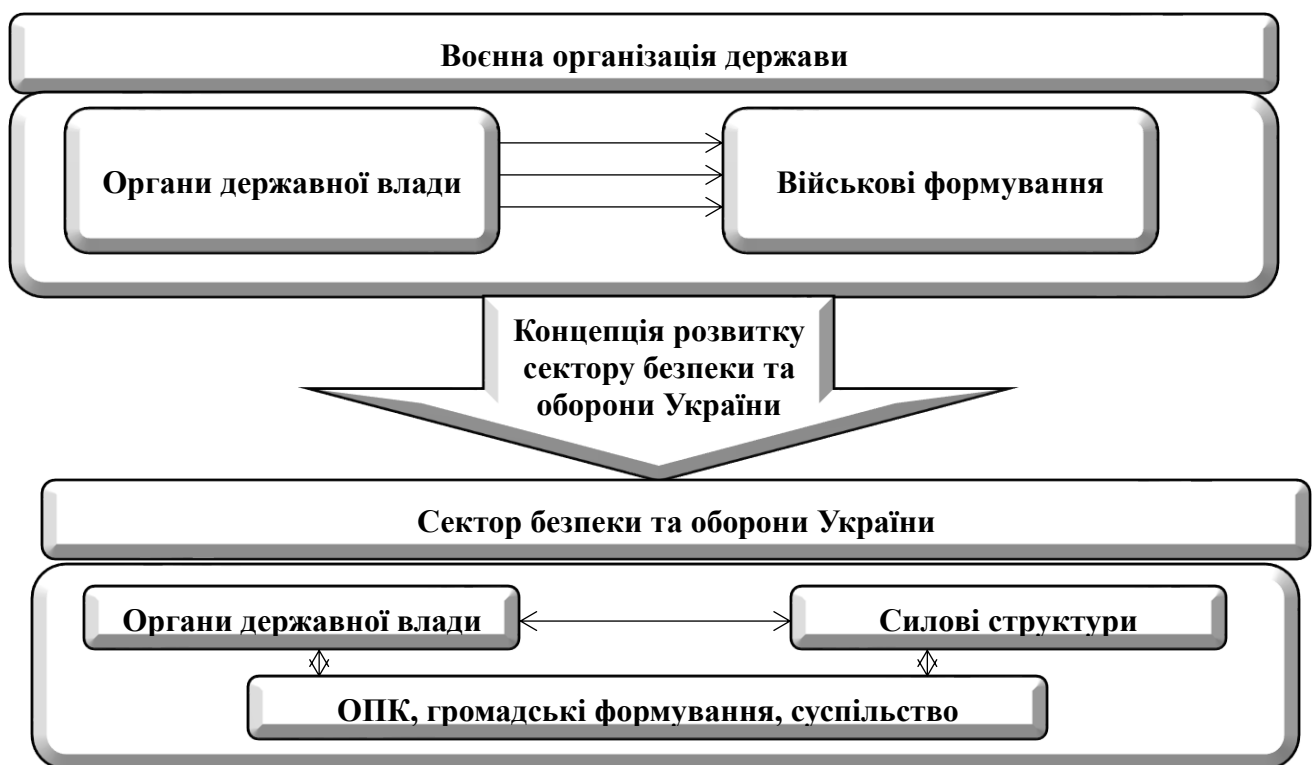 Воєнна організація держави
Органи державної влади
Військові формування
Концепція розвитку
сектору безпеки та
оборони України
Сектор безпеки та оборони України
Органи державної влади
Силові структури
ОПК, громадські формування, суспільство